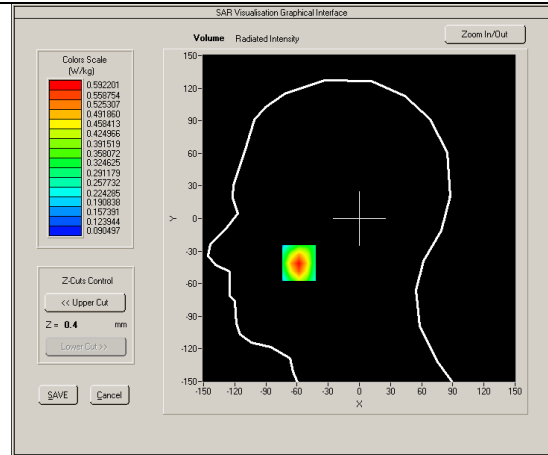 SAR Visualisation Graphical Interface
Volume Radiated Intensity
Zoom In/Out
Colors Scale
(W/kg)
0.592201
0.558754
0.525307
0.491860
0.458413
0.424966
0.391519
0.358072
0.324625
0.291179
0.257732
0.224285
0.190838
0.157391
0.123944
0.090497
Z-Cuts Control
<< Upper Cut
Z = 0.4 mm
Lower Cut >>
SAVE Cancel
150
120
90
60
30
0
-30
-60
-90
-120
-150
Y
-150 -120 -90 -60 -30 0 30 60 90 120 150
X